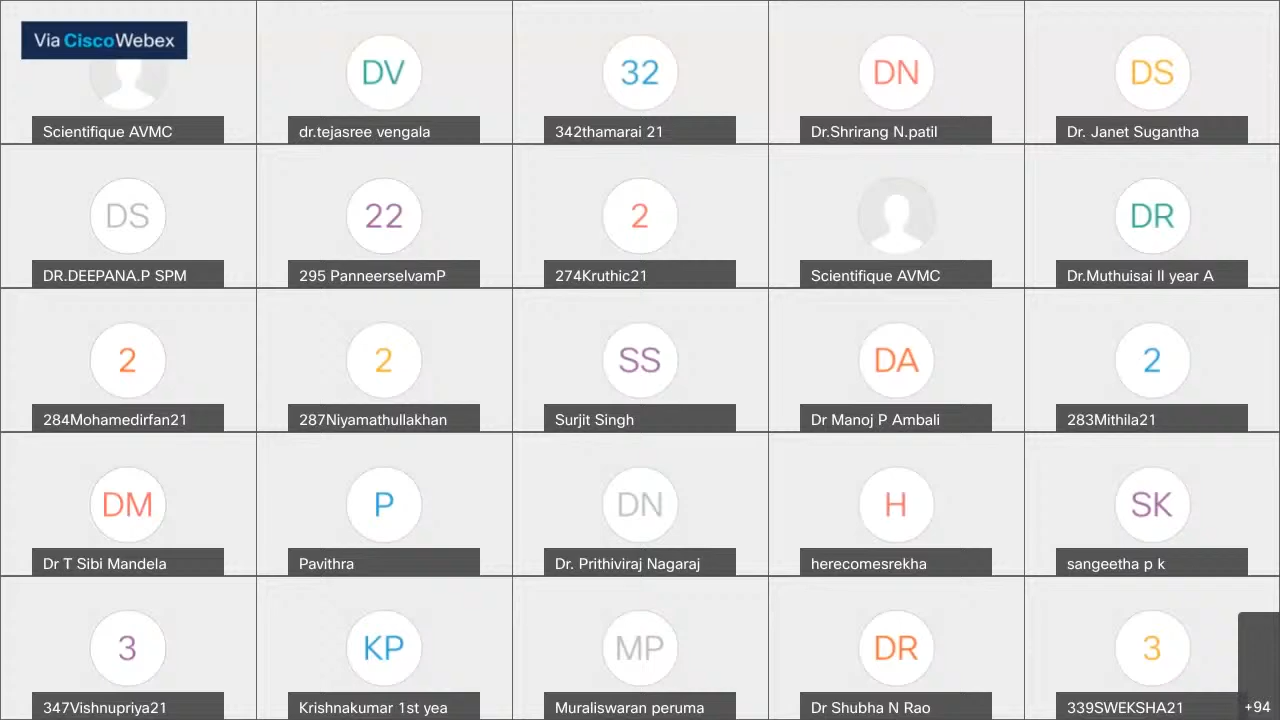 Via CiscoWebex
Scientifique AVMC
DV
dr.tejasree vengala
32
342thamarai 21
DN
Dr.Shrirang N.patil
DS
Dr. Janet Sugantha
DS
DR.DEEPANA.P SPM
22
295 PanneerselvamP
2
274Kruthic21
Scientifique AVMC
DR
Dr.Muthuisai II year A
2
284Mohamedirfan21
2
287Niyamathullakhan
SS
Surjit Singh
DA
Dr Manoj P Ambali
2
283Mithila21
DM
Dr T Sibi Mandela
P
Pavithra
DN
Dr. Prithiviraj Nagaraj
H
herecomesrekha
SK
sangeetha p k
3
347Vishnupriya21
KP
Krishnakumar 1st yea
MP
Muraliswaran peruma
DR
Dr Shubha N Rao
3
339SWEKSHA21
+94